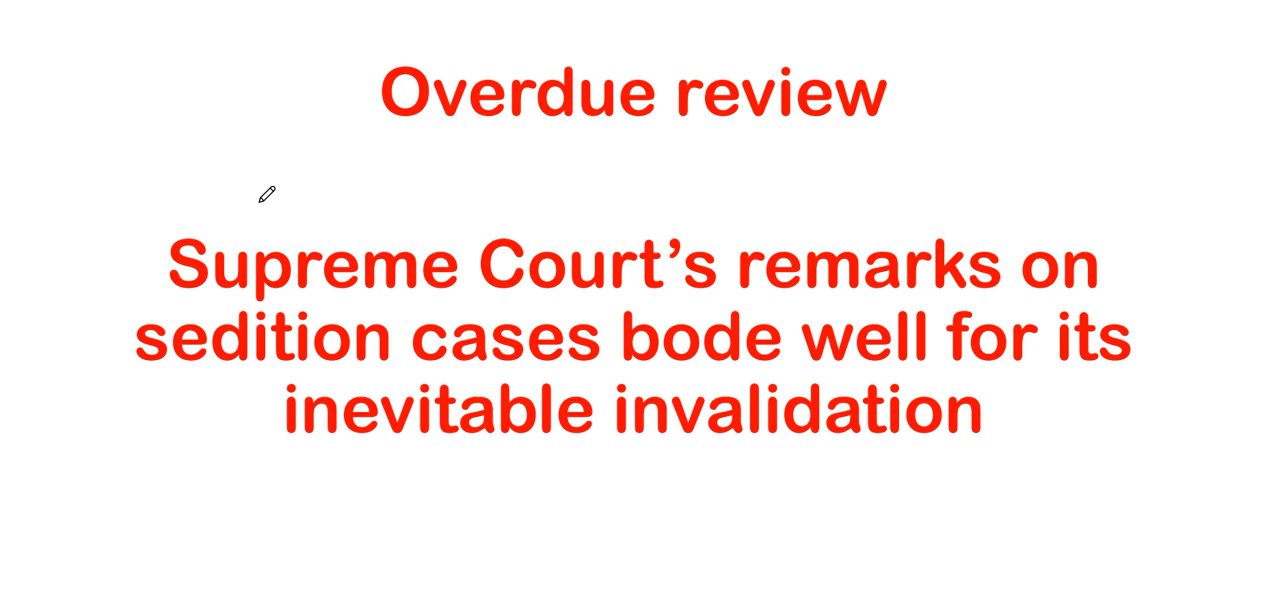 Overdue review
Supreme Court’s remarks on
sedition cases bode well for its
inevitable invalidation